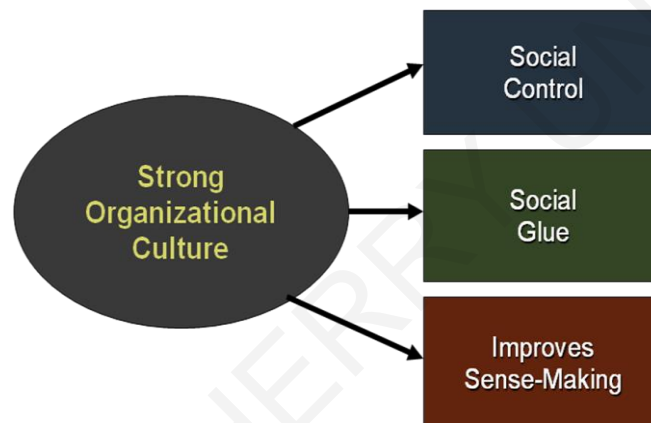 Strong
Organizational
Culture
Social
Control
Social
Glue
Improves
Sense-Making